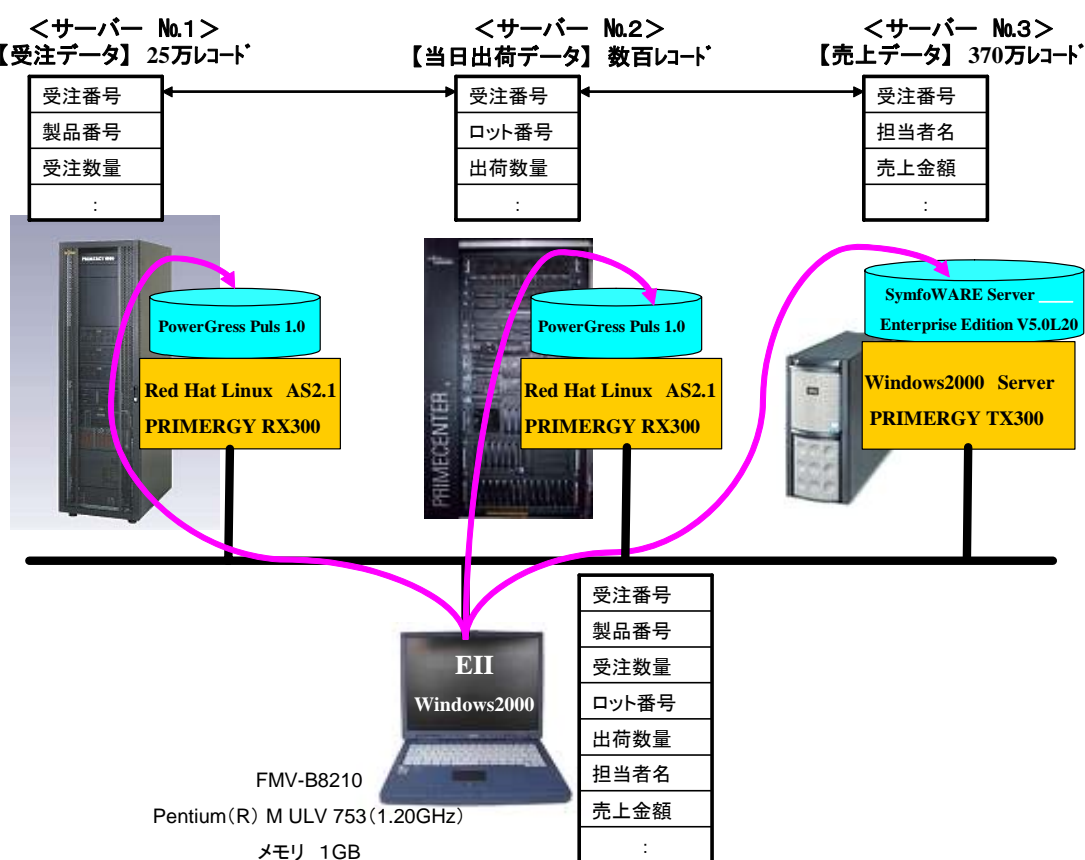 ＜サーバー №1＞
【受注データ】 25万ﾚｺｰﾄﾞ
受注番号
製品番号
受注数量
：
＜サーバー №2＞
【当日出荷データ】 数百ﾚｺｰﾄﾞ
受注番号
ロット番号
出荷数量
：
＜サーバー №3＞
【売上データ】 370万ﾚｺｰﾄﾞ
受注番号
担当者名
売上金額
：
PowerGress Puls 1.0
Red Hat Linux AS2.1
PRIMERGY RX300
PowerGress Puls 1.0
Red Hat Linux AS2.1
PRIMERGY RX300
PRIMECENTER
SymfoWARE Server
Enterprise Edition V5.0L20
Windows2000 Server
PRIMERGY TX300
EII
Windows2000
FMV-B8210
Pentium（R） M ULV 753（1.20GHz）
メモリ 1GB
受注番号
製品番号
受注数量
ロット番号
出荷数量
担当者名
売上金額
：